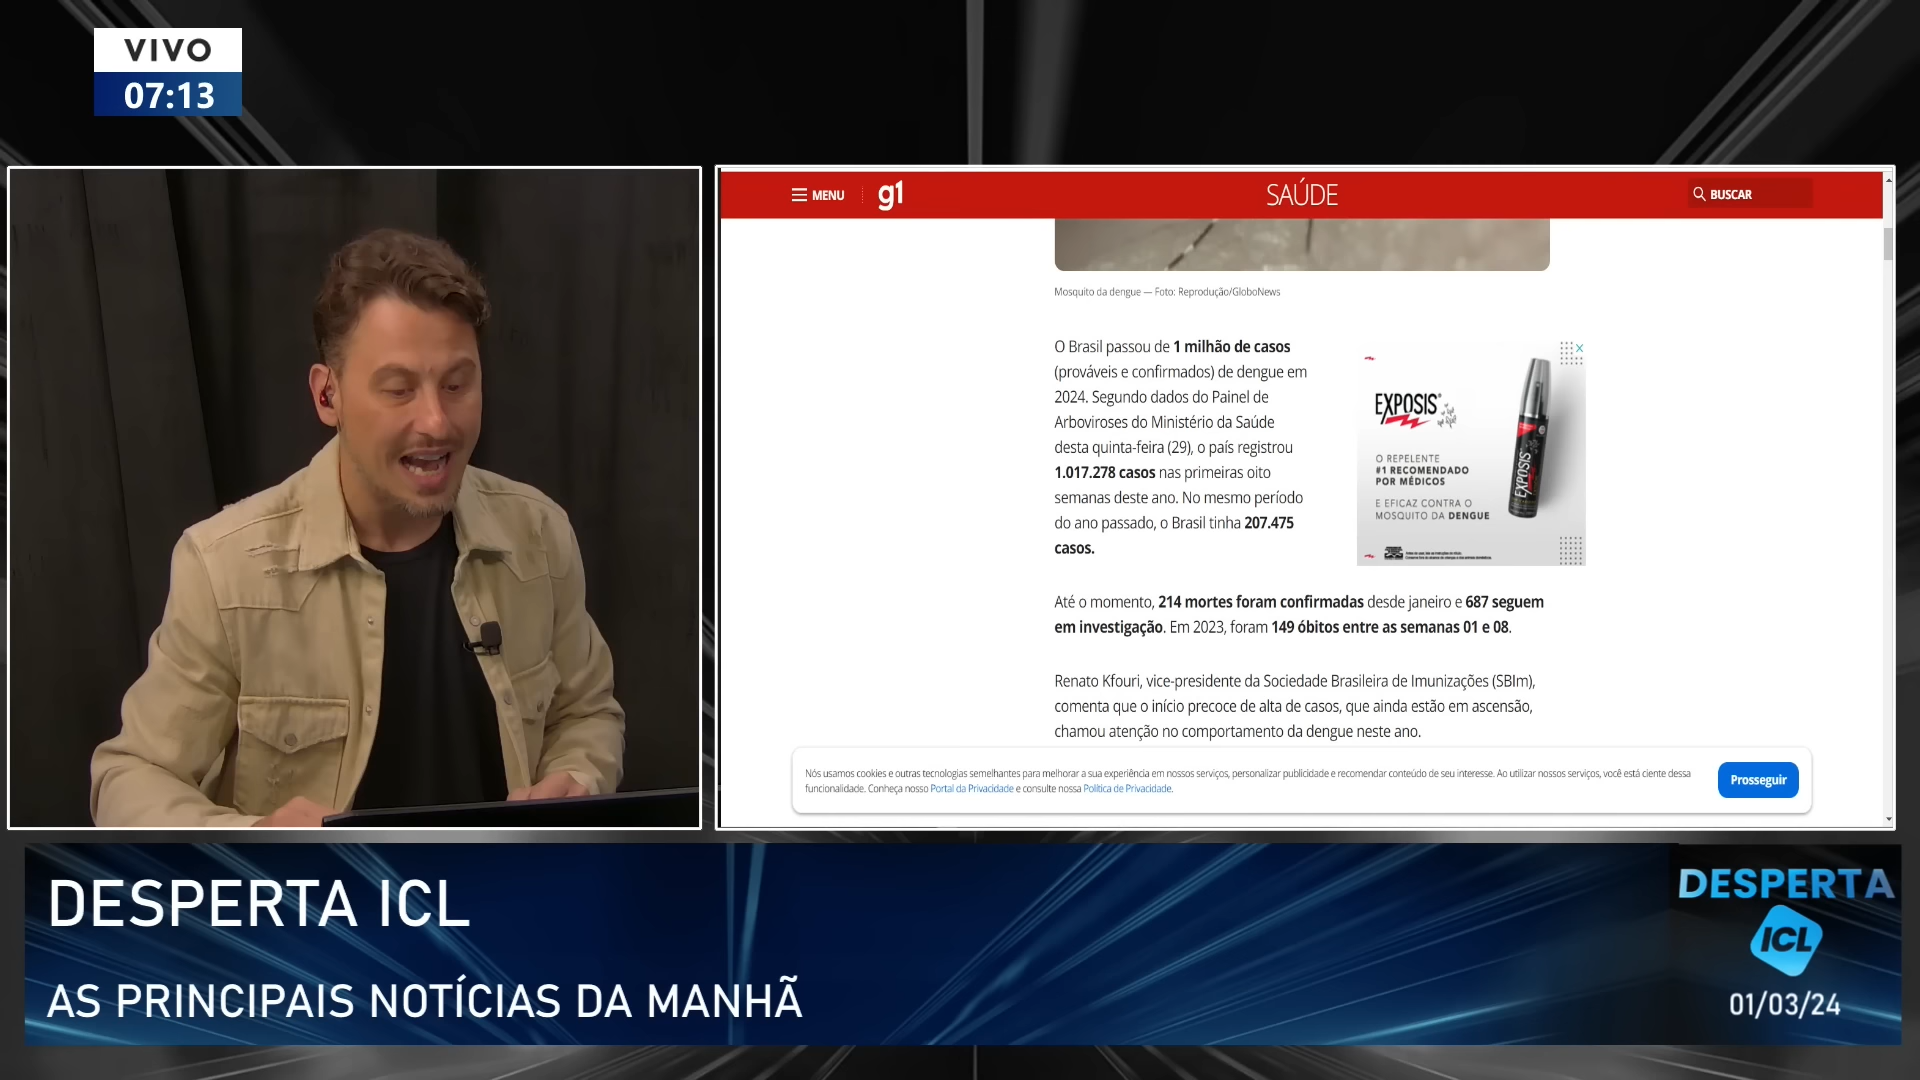 VIVO
07:13
MENU
g1
SAÚDE
BUSCAR
Mosquito da dengue — Foto: Reprodução/GloboNews
O Brasil passou de 1 milhão de casos
(prováveis e confirmados) de dengue em
2024. Segundo dados do Painel de
Arboviroses do Ministério da Saúde
desta quinta-feira (29), o país registrou
1.017.278 casos nas primeiras oito
semanas deste ano. No mesmo período
do ano passado, o Brasil tinha 207.475
casos.
EXPOSIS
O REPELENTE
#1 RECOMENDADO
POR MÉDICOS
E EFICAZ CONTRA O
MOSQUITO DA DENGUE
EXPOSIS
Até o momento, 214 mortes foram confirmadas desde janeiro e 687 seguem
em investigação. Em 2023, foram 149 óbitos entre as semanas 01 e 08.
Renato Kfouri, vice-presidente da Sociedade Brasileira de Imunizações (SBIm),
comenta que o início precoce de alta de casos, que ainda estão em ascensão,
chamou atenção no comportamento da dengue neste ano.
Nós usamos cookies e outras tecnologias semelhantes para melhorar a sua experiência em nossos serviços, personalizar publicidade e recomendar conteúdo de seu interesse. Ao utilizar nossos serviços, você está ciente dessa
funcionalidade. Conheça nosso Portal da Privacidade e consulte nossa Política de Privacidade.
Prosseguir
DESPERTA ICL
AS PRINCIPAIS NOTÍCIAS DA MANHÃ
DESPERTA
ICL
01/03/24